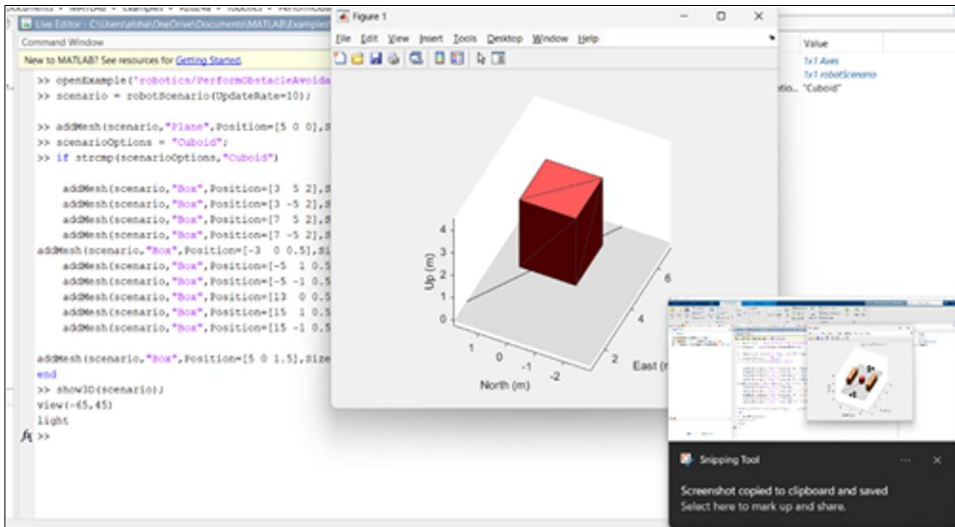 Live Editor - C:\Users\elsha\OneDrive\Documents\MATLAB\Example
Command Window
New to MATLAB? See resources for Getting Started.
>> openExample('robotics/PerformObstacleAvoida
>> scenario = robotScenario(UpdateRate=10);
>> addMesh(scenario,"Plane",Position=[5 0 0],S
>> scenarioOptions = "Cuboid";
>> if strcmp(scenarioOptions,"Cuboid")
addMesh(scenario,"Box",Position=[3 5 2],S
addMesh(scenario,"Box",Position=[3 -5 2],S
addMesh(scenario,"Box",Position=[7 5 2],S
addMesh(scenario,"Box",Position=[7 -5 2],S
addMesh(scenario,"Box",Position=[-3 0 0.5],Si
addMesh(scenario,"Box",Position=[-5 1 0.5
addMesh(scenario,"Box",Position=[-5 -1 0.5
addMesh(scenario,"Box",Position=[13 0 0.5
addMesh(scenario,"Box",Position=[15 1 0.5
addMesh(scenario,"Box",Position=[15 -1 0.5
addMesh(scenario,"Box",Position=[5 0 1.5],Size
end
>> show3D(scenario);
view(-65,45)
light
fx >>
Figure 1
File Edit View Insert Tools Desktop Window Help
4
3
2
1
0
Up (m)
1
0
-1
-2
North (m)
2
4
6
East (
Value
1x1 Axes
1x1 robotScenario
tio... "Cuboid"
Snipping Tool
Screenshot copied to clipboard and saved
Select here to mark up and share.